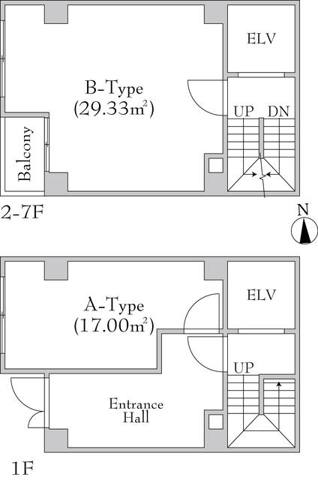 ELV
B-Type
(29.33㎡)
UP DN
Balcony
2-7F
N
A-Type
(17.00㎡)
ELV
UP
Entrance
Hall
1F